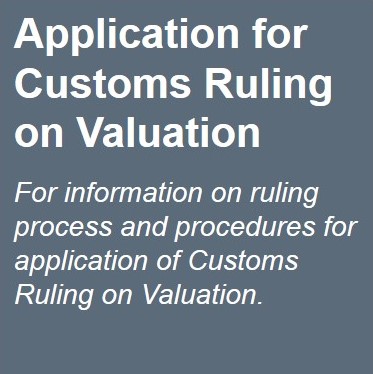 Application for
Customs Ruling
on Valuation
For information on ruling
process and procedures for
application of Customs
Ruling on Valuation.